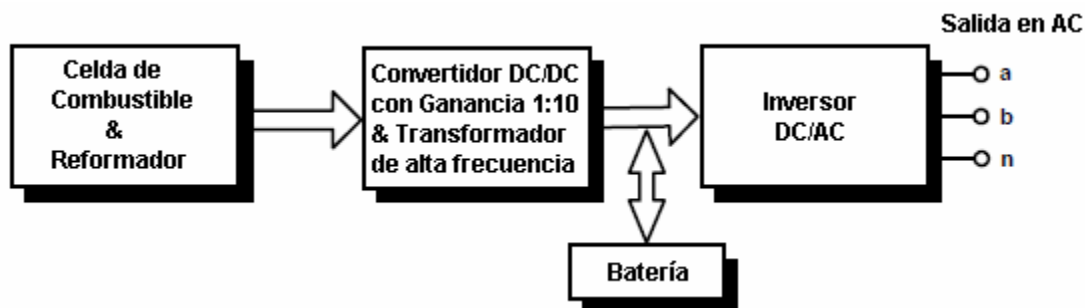 Salida en AC
Celda de
Combustible
&
Reformador
Convertidor DC/DC
con Ganancia 1:10
& Transformador
de alta frecuencia
Inversor
DC/AC
a
b
n
Batería